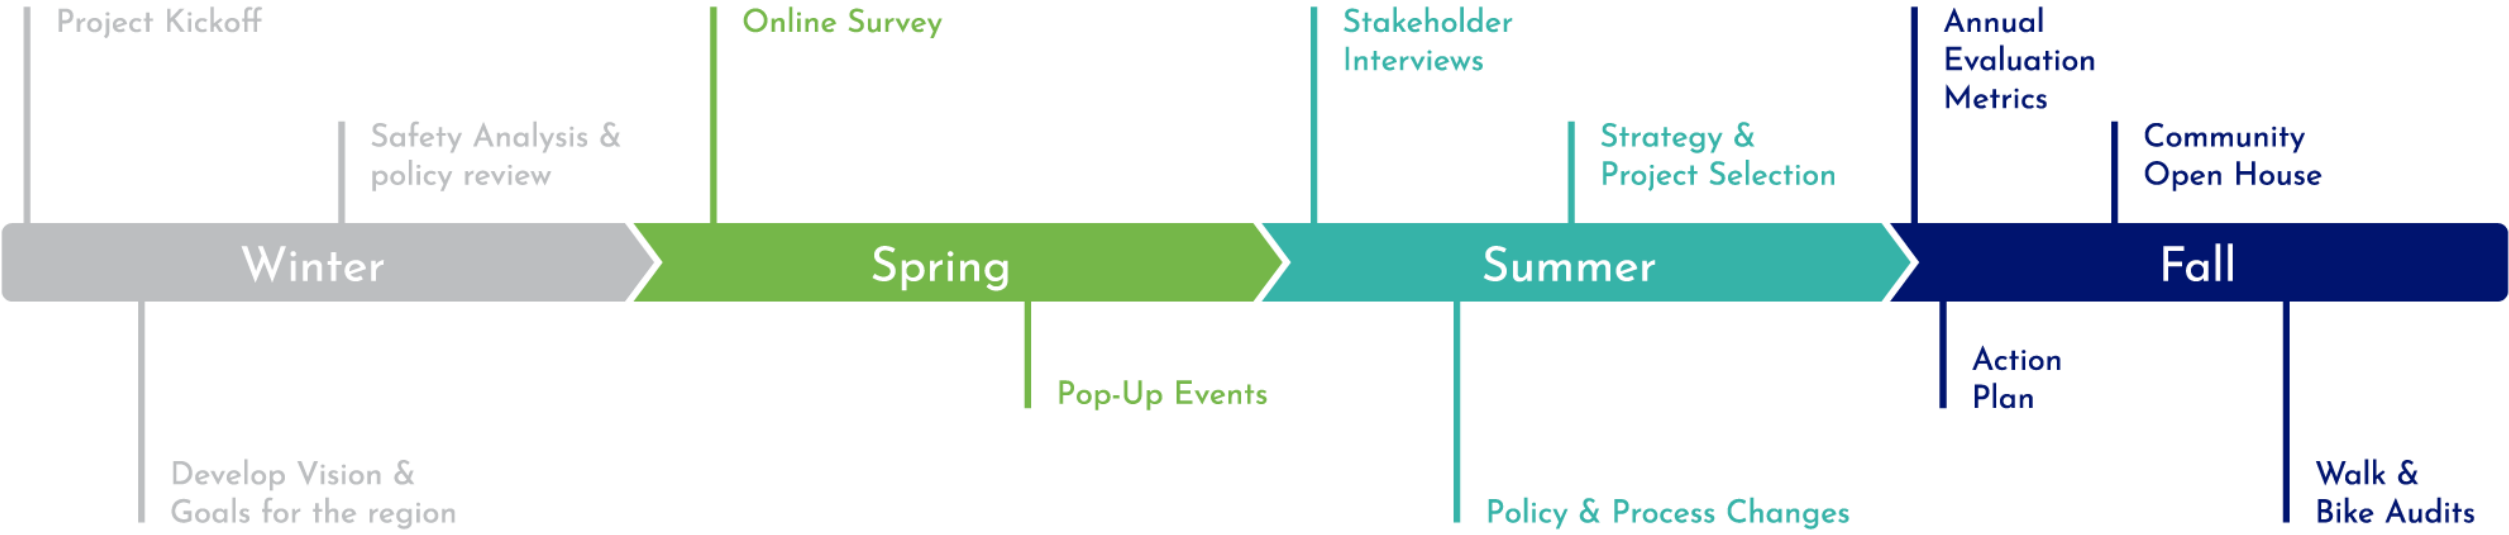 Project Kickoff
Safety Analysis &
policy review
Online Survey
Stakeholder
Interviews
Strategy &
Project Selection
Annual
Evaluation
Metrics
Community
Open House
Winter
Spring
Summer
Fall
Develop Vision &
Goals for the region
Pop-Up Events
Policy & Process Changes
Action
Plan
Walk &
Bike Audits